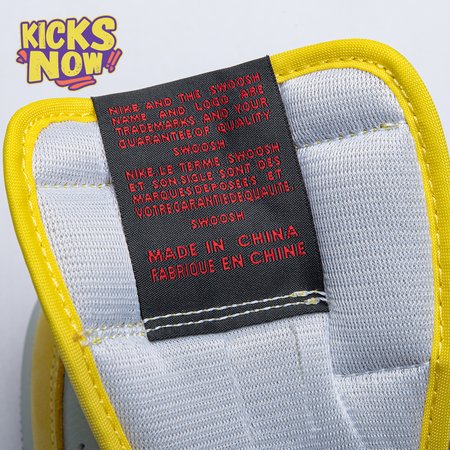 KICKS
NOW
NIKE AND THE SWOOSH
NAME AND LOGO ARE
TRADEMARKS AND YOUR
GUARANTEE OF QUALITY
SWOOSH
NIKE LE TERME SWOOSH
ET SON SIGLE SONT DES
MARQUES DEPOSEES ET
VOTRE GARANTIE DE QUALITE.
SWOOSH
MADE IN CHINA
FABRIQUE EN CHINE